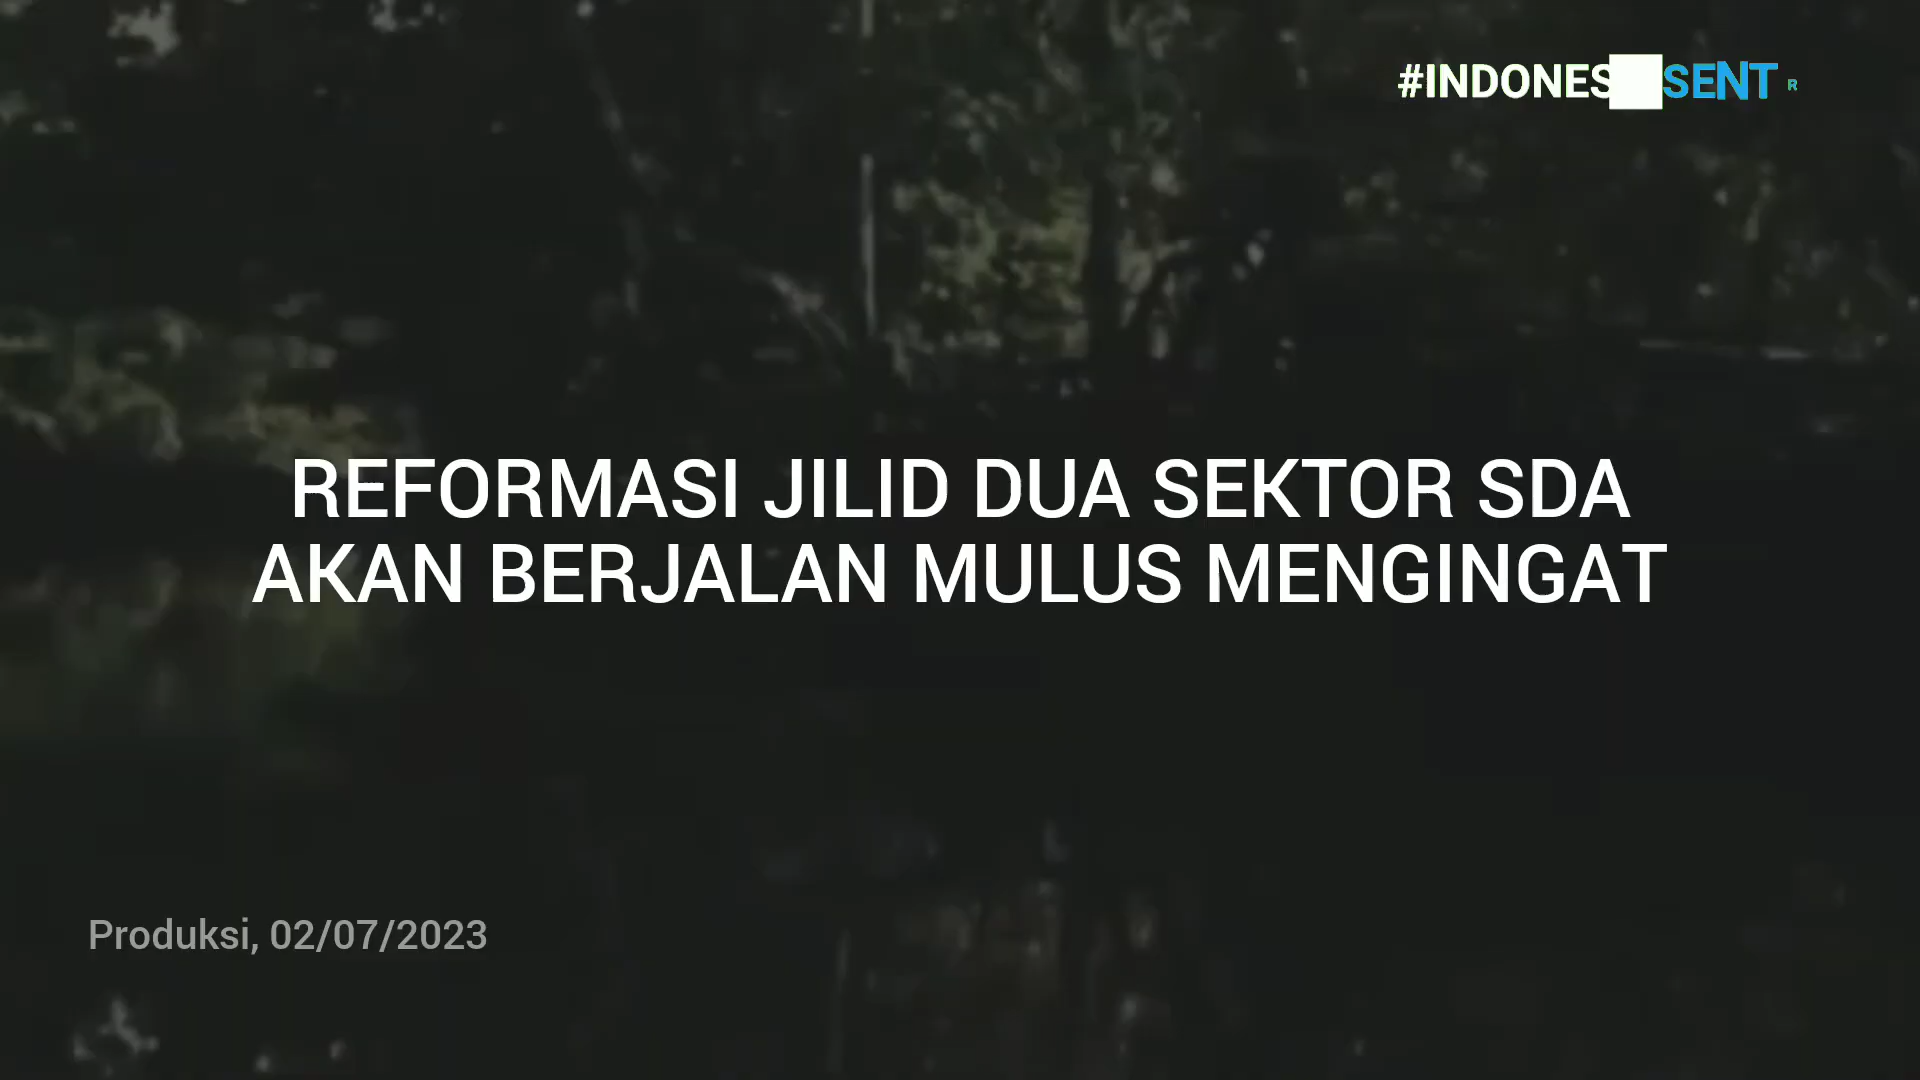 #INDONES SENT R
REFORMASI JILID DUA SEKTOR SDA
AKAN BERJALAN MULUS MENGINGAT
Produksi, 02/07/2023